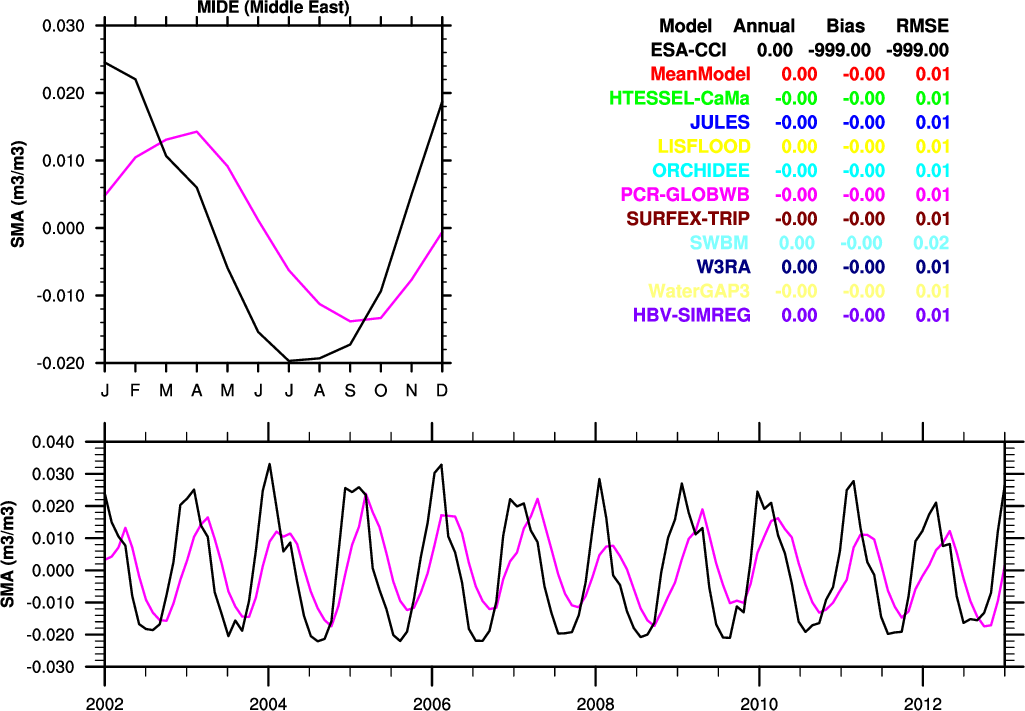 MIDE (Middle East)
0.030
0.020
0.010
0.000
-0.010
-0.020
SMA (m3/m3)
J F M A M J J A S O N D
Model Annual Bias RMSE
ESA-CCI 0.00 -999.00 -999.00
MeanModel 0.00 -0.00 0.01
HTESSEL-CaMa -0.00 -0.00 0.01
JULES -0.00 -0.00 0.01
LISFLOOD 0.00 -0.00 0.01
ORCHIDEE -0.00 -0.00 0.01
PCR-GLOBWB -0.00 -0.00 0.01
SURFEX-TRIP -0.00 -0.00 0.01
SWBM 0.00 -0.00 0.02
W3RA 0.00 -0.00 0.01
WaterGAP3 -0.00 -0.00 0.01
HBV-SIMREG 0.00 -0.00 0.01
0.040
0.030
0.020
0.010
0.000
-0.010
-0.020
-0.030
SMA (m3/m3)
2002 2004 2006 2008 2010 2012